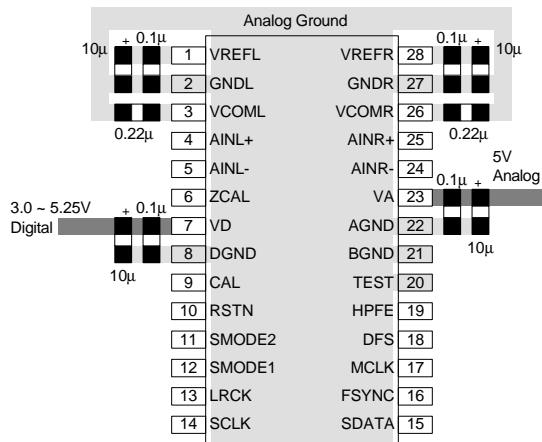 Analog Ground
10µ + 0.1µ 0.1µ + 10µ
1 VREFL VREFR 28
2 GNDL GNDR 27
3 VCOML VCOMR 26
0.22µ 0.22µ
4 AINL+ AINR+ 25
5 AINL- AINR- 24
5V
Analog
0.1µ +
6 ZCAL VA 23
3.0 ~ 5.25V
Digital
+ 0.1µ
7 VD AGND 22
10µ
8 DGND BGND 21
10µ
9 CAL TEST 20
10 RSTN HPFE 19
11 SMODE2 DFS 18
12 SMODE1 MCLK 17
13 LRCK FSYNC 16
14 SCLK SDATA 15